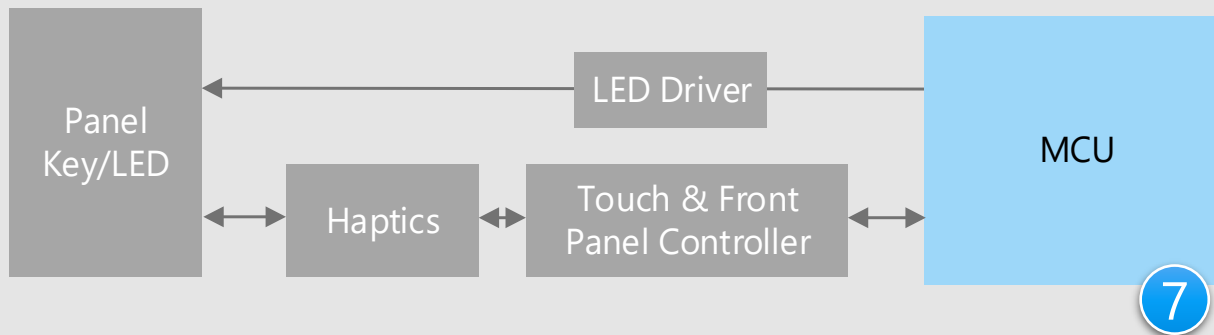 LED Driver
Panel
Key/LED
MCU
Haptics
Touch & Front
Panel Controller
7